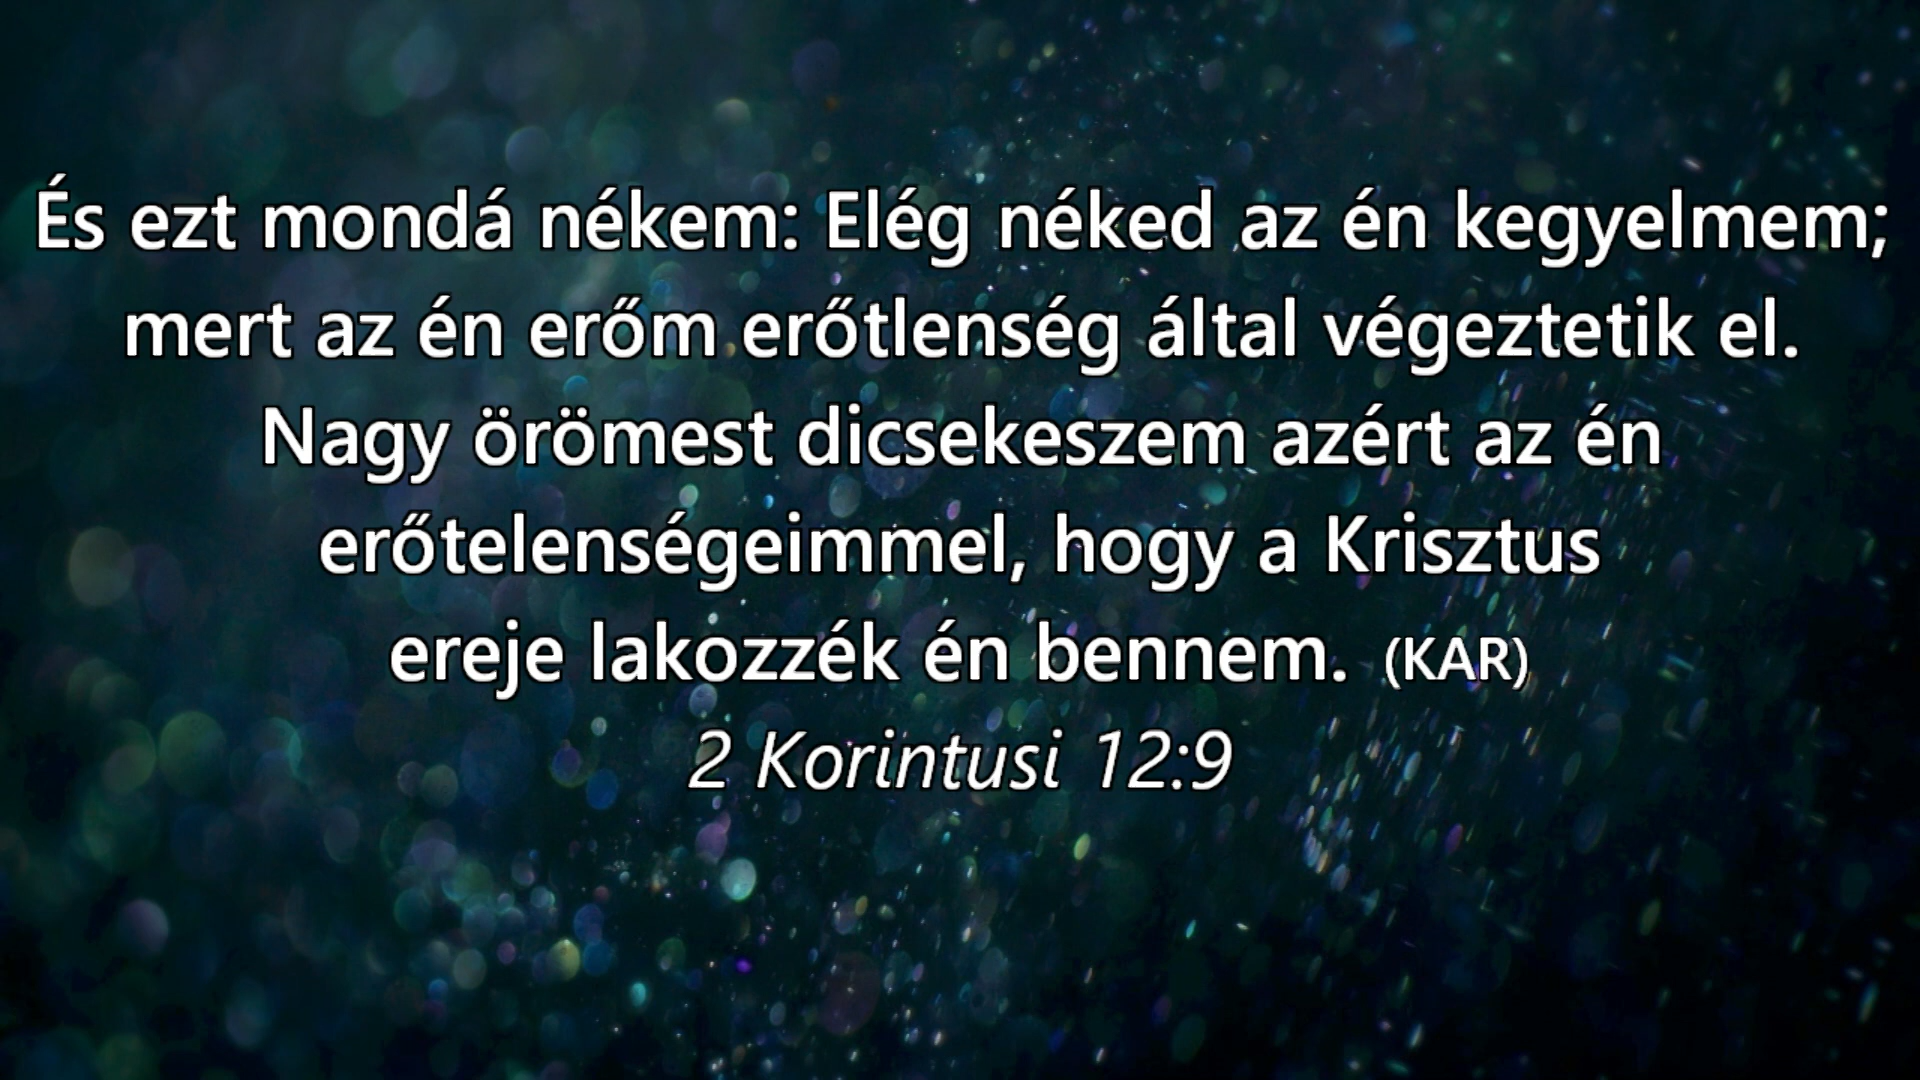 És ezt mondá nékem: Elég néked az én kegyelmem;
mert az én erőm erőtlenség által végeztetik el.
Nagy örömest dicsekeszem azért az én
erőtelenségeimmel, hogy a Krisztus
ereje lakozzék én bennem. (KAR)
2 Korintusi 12:9